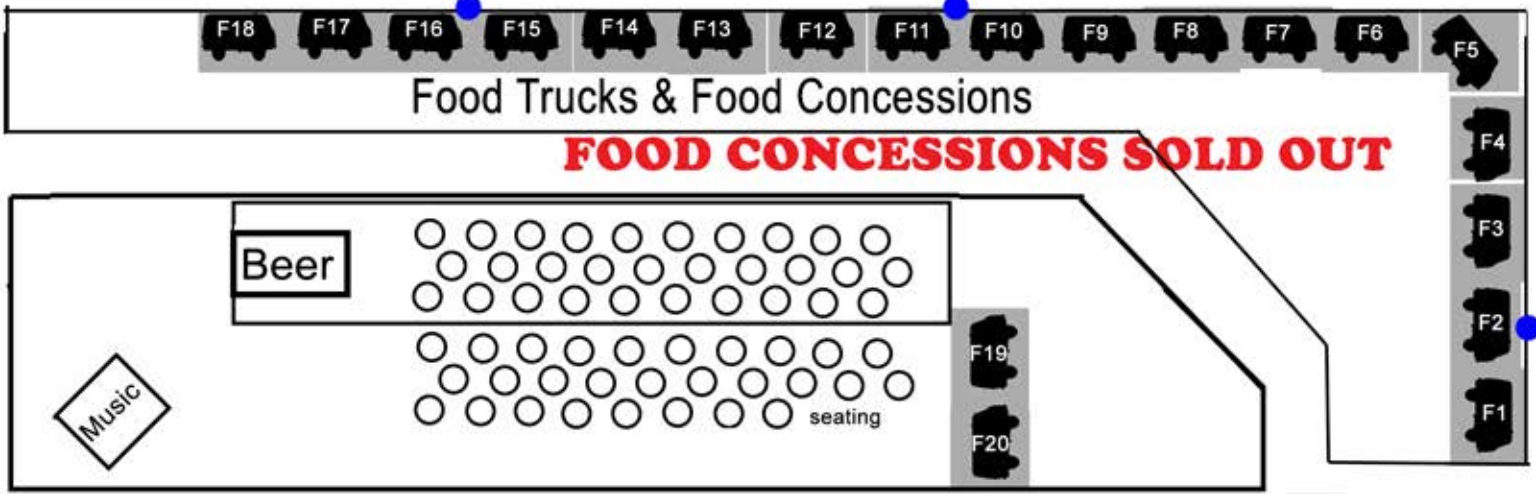 F18 F17 F16 F15 F14 F13 F12 F11 F10 F9 F8 F7 F6 F5
Food Trucks & Food Concessions
FOOD CONCESSIONS SOLD OUT
F4
F3
Beer
F2
F19
Music
F1
seating
F20